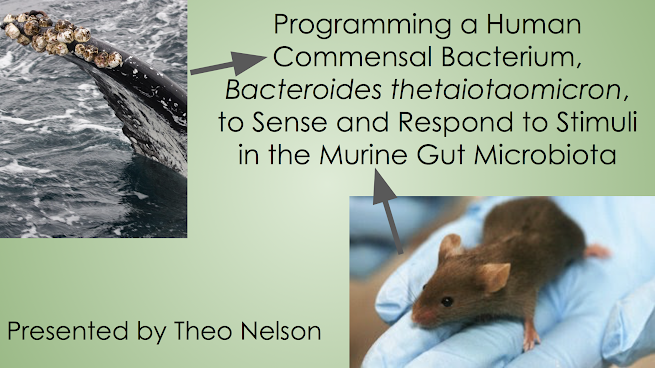 Programming a Human
Commensal Bacterium,
Bacteroides thetaiotaomicron,
to Sense and Respond to Stimuli
in the Murine Gut Microbiota
Presented by Theo Nelson